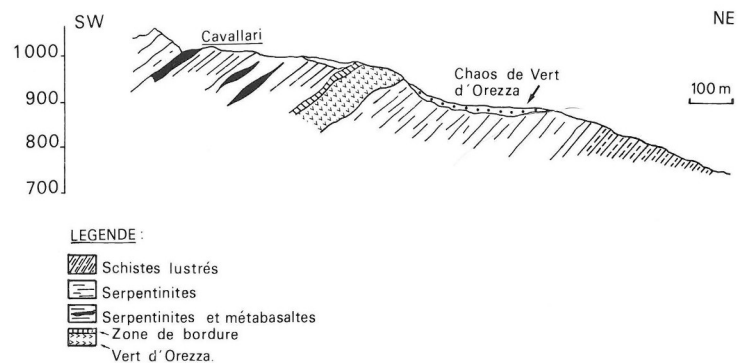 SW
NE
Cavallari
1000
900
800
700
Chaos de Vert
d'Orezza
100 m
LEGENDE :
Schistes lustrés
Serpentinites
Serpentinites et métabasaltes
Zone de bordure
Vert d'Orezza.